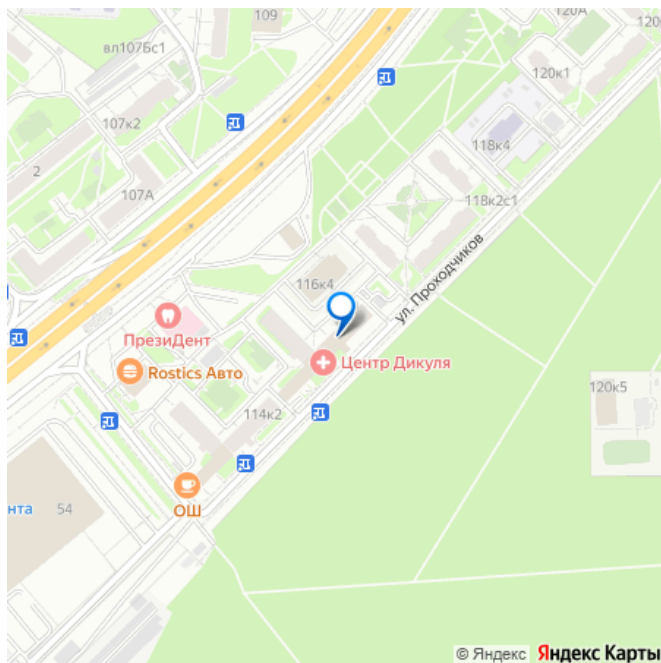 109
120А
120
вл107Бс1
120к1
107к2
118к4
2
107А
118к2с1
ул. Проходчиков
116к4
ПрезиДент
Rostics Авто
Центр Дикуля
120к5
114к2
нта
54
ОШ
© Яндекс Яндекс Карты